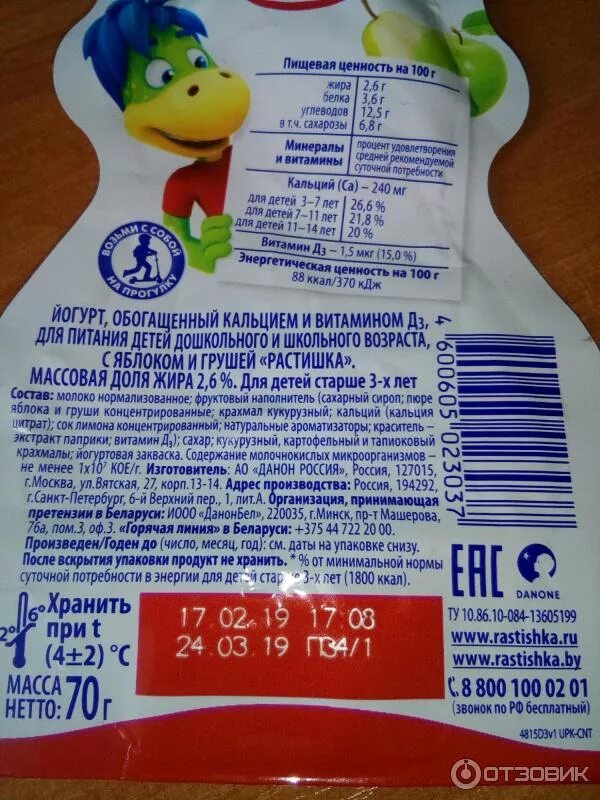 Пищевая ценность на 100 г
жира 2,6 г
белка 3,6 г
углеводов 12,5 г
в т.ч. сахарозы 6,8 г
Минералы и витамины
процент удовлетворения
средней рекомендуемой
суточной потребности
Кальций (Ca) – 240 мг
для детей 3–7 лет 26,6 %
для детей 7–11 лет 21,8 %
для детей 11–14 лет 20 %
Витамин Д3 – 1,5 мкг (15,0 %)
Энергетическая ценность на 100 г
88 ккал/370 кДж
ВОЗЬМИ С СОБОЙ
НА ПРОГУЛКУ
ЙОГУРТ, ОБОГАЩЕННЫЙ КАЛЬЦИЕМ И ВИТАМИНОМ Д3,
ДЛЯ ПИТАНИЯ ДЕТЕЙ ДОШКОЛЬНОГО И ШКОЛЬНОГО ВОЗРАСТА,
С ЯБЛОКОМ И ГРУШЕЙ «РАСТИШКА».
МАССОВАЯ ДОЛЯ ЖИРА 2,6 %. Для детей старше 3-х лет
Состав: молоко нормализованное; фруктовый наполнитель (сахарный сироп; пюре
яблока и груши концентрированные; крахмал кукурузный; кальций (кальция
цитрат); сок лимона концентрированный; натуральные ароматизаторы; краситель –
экстракт паприки; витамин Д3); сахар; кукурузный, картофельный и тапиоковый
крахмалы; йогуртовая закваска. Содержание молочнокислых микроорганизмов –
не менее 1x10⁷ КОЕ/г. Изготовитель: АО «ДАНОН РОССИЯ», Россия, 127015,
г.Москва, ул.Вятская, 27, корп.13-14. Адрес производства: Россия, 194292,
г.Санкт-Петербург, 6-й Верхний пер., 1, лит.А. Организация, принимающая
претензии в Беларуси: ИООО «ДанонБел», 220035, г.Минск, пр-т Машерова,
76а, пом.3, оф.3. «Горячая линия» в Беларуси: +375 44 722 20 00.
Произведен/Годен до (число, месяц, год): см. даты на упаковке снизу.
После вскрытия упаковки продукт не хранить. * % от минимальной нормы
суточной потребности в энергии для детей старше 3-х лет (1800 ккал).
4 600605 023037
2° 6°
Хранить
при t
(4±2) °C
МАССА
НЕТТО: 70 г
17.02.19 17:08
24.03.19 П34/1
EAC
DANONE
ТУ 10.86.10-084-13605199
www.rastishka.ru
www.rastishka.by
8 800 100 02 01
(звонок по РФ бесплатный)
4815D3v1 UPK-CNT
ОТЗОВИК